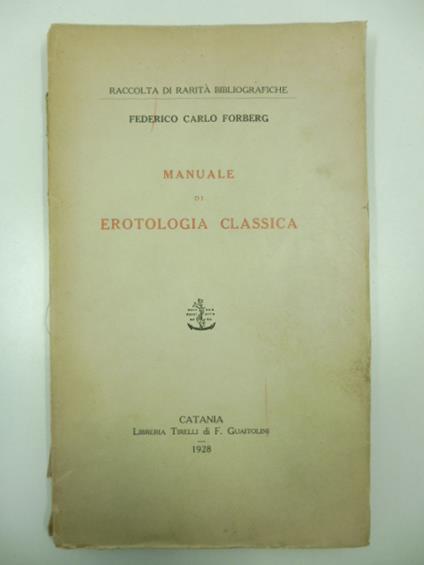 RACCOLTA DI RARITÀ BIBLIOGRAFICHE
FEDERICO CARLO FORBERG
MANUALE
DI
EROTOLOGIA CLASSICA
CATANIA
LIBRERIA TIRELLI di F. GUAITOLINI
1928